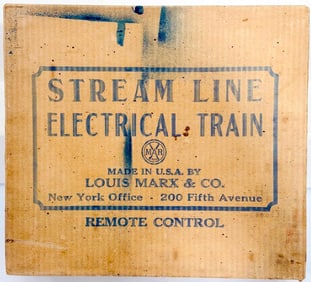 STREAM LINE
ELECTRICAL TRAIN
MAR
MADE IN U.S.A. BY
LOUIS MARX & CO.
New York Office - 200 Fifth Avenue
REMOTE CONTROL